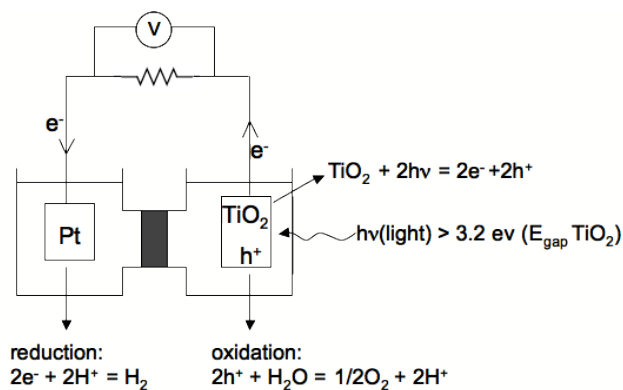 V
e⁻
e⁻
TiO₂ + 2hν = 2e⁻+2h⁺
TiO₂
Pt
hν(light) > 3.2 ev (E_gap TiO₂)
h⁺
reduction:
2e⁻ + 2H⁺ = H₂
oxidation:
2h⁺ + H₂O = 1/2O₂ + 2H⁺